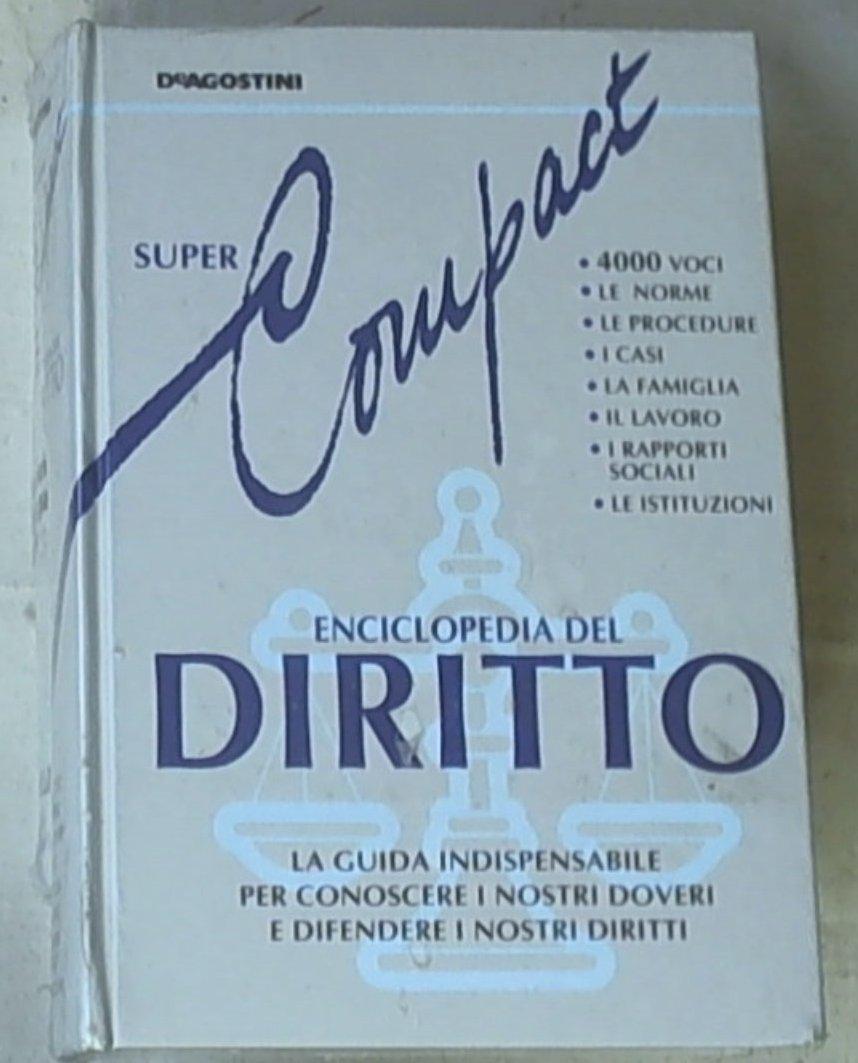 DeAGOSTINI
SUPER
Compact
• 4000 VOCI
• LE NORME
• LE PROCEDURE
• I CASI
• LA FAMIGLIA
• IL LAVORO
• I RAPPORTI
SOCIALI
• LE ISTITUZIONI
ENCICLOPEDIA DEL
DIRITTO
LA GUIDA INDISPENSABILE
PER CONOSCERE I NOSTRI DOVERI
E DIFENDERE I NOSTRI DIRITTI